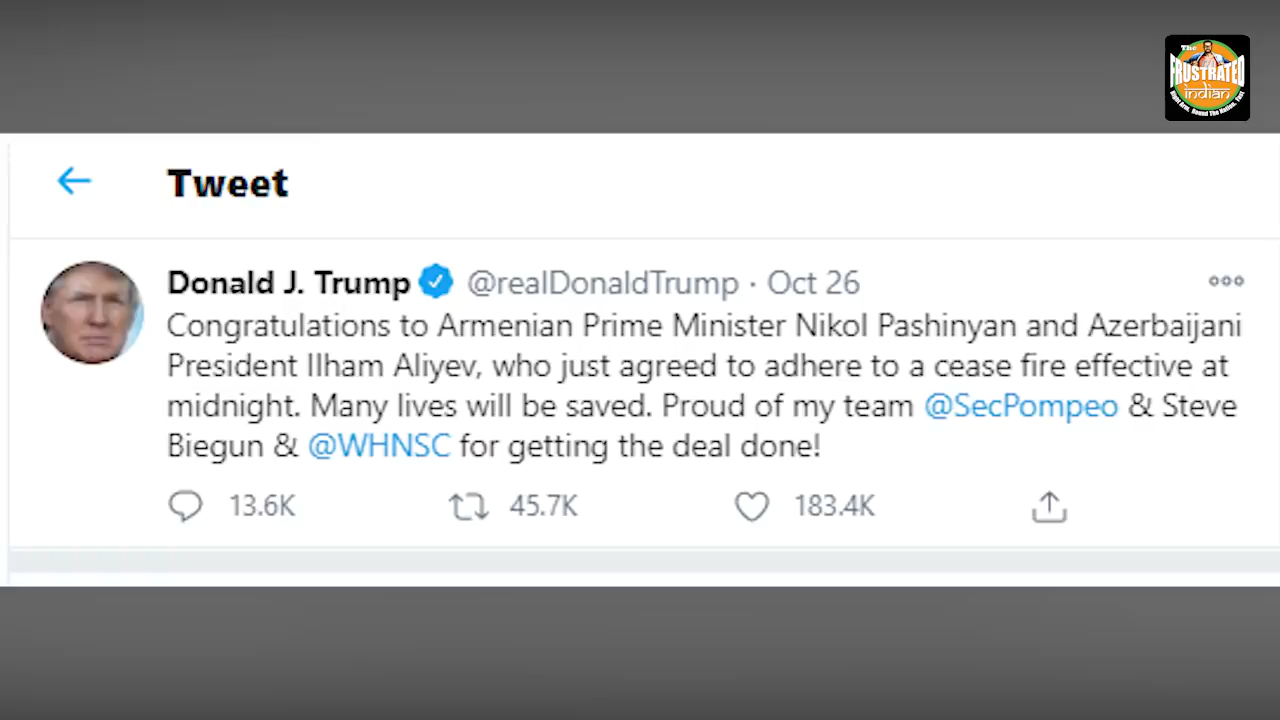 The
FRUSTRATED
indian
Tweet
Donald J. Trump @realDonaldTrump · Oct 26
Congratulations to Armenian Prime Minister Nikol Pashinyan and Azerbaijani
President Ilham Aliyev, who just agreed to adhere to a cease fire effective at
midnight. Many lives will be saved. Proud of my team @SecPompeo & Steve
Biegun & @WHNSC for getting the deal done!
13.6K 45.7K 183.4K